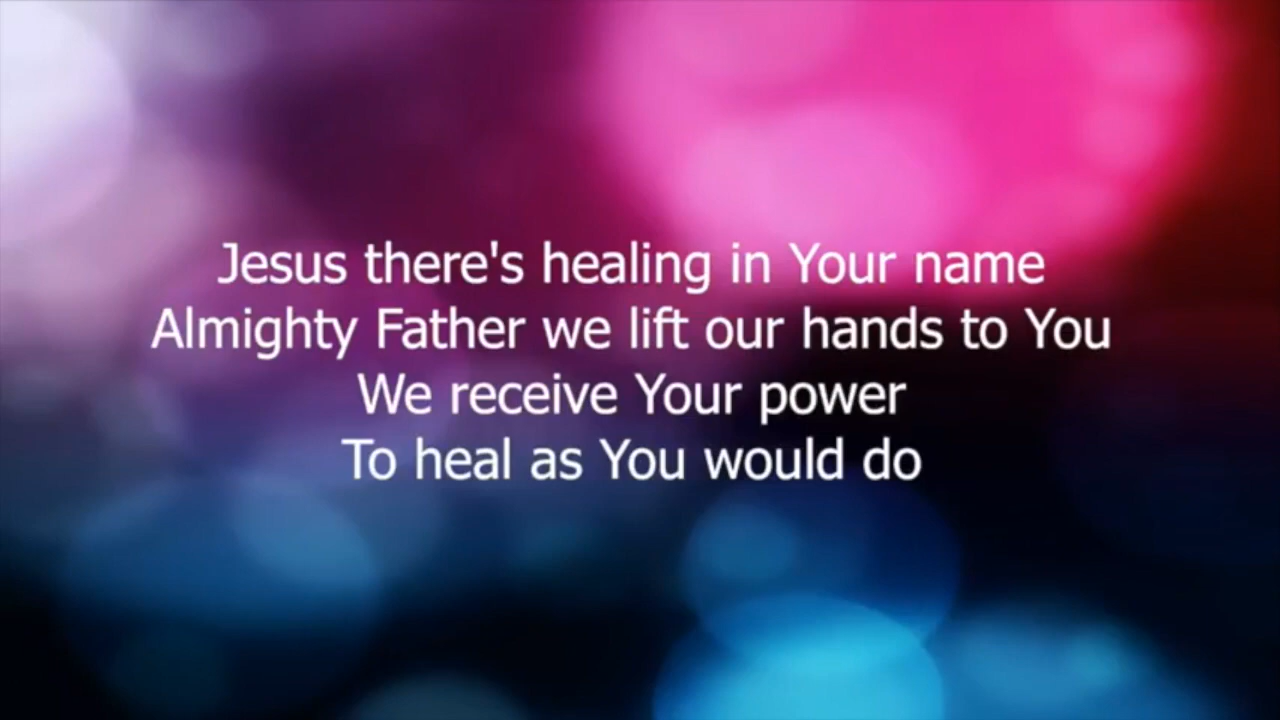 Jesus there's healing in Your name
Almighty Father we lift our hands to You
We receive Your power
To heal as You would do